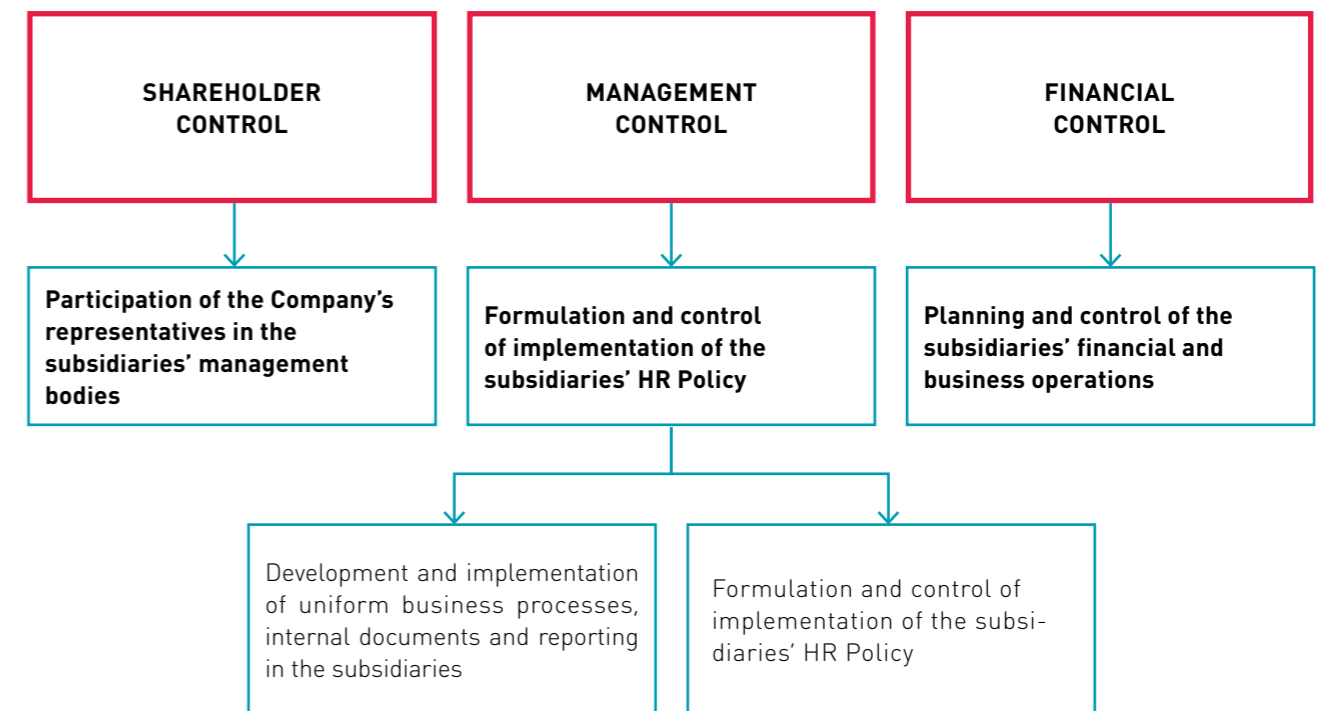 SHAREHOLDER
CONTROL
MANAGEMENT
CONTROL
FINANCIAL
CONTROL
Participation of the Company’s
representatives in the
subsidiaries’ management
bodies
Formulation and control
of implementation of the
subsidiaries’ HR Policy
Planning and control of the
subsidiaries’ financial and
business operations
Development and implementation
of uniform business processes,
internal documents and reporting
in the subsidiaries
Formulation and control of
implementation of the subsi-
diaries’ HR Policy